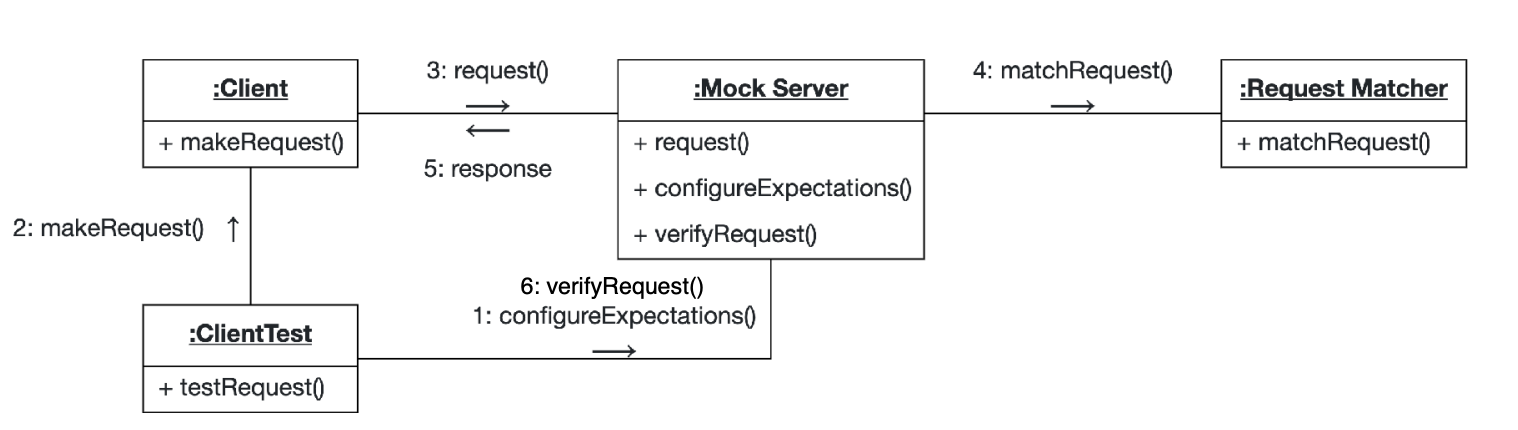 :Client
+ makeRequest()
3: request()
5: response
:Mock Server
+ request()
+ configureExpectations()
+ verifyRequest()
4: matchRequest()
:Request Matcher
+ matchRequest()
2: makeRequest()
:ClientTest
+ testRequest()
6: verifyRequest()
1: configureExpectations()